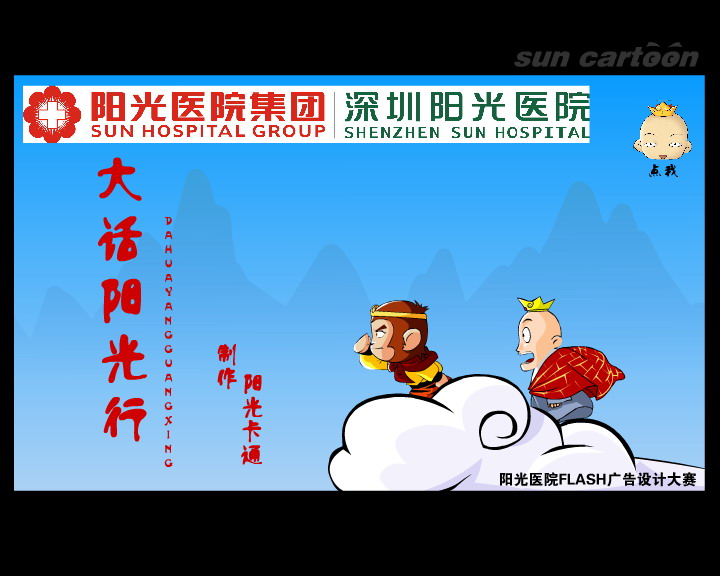 sun cartoon
阳光医院集团
SUN HOSPITAL GROUP
深圳阳光医院
SHENZHEN SUN HOSPITAL
点我
大话阳光行
DAHUAYANGGUANGXING
制作
阳光卡通
阳光医院FLASH广告设计大赛